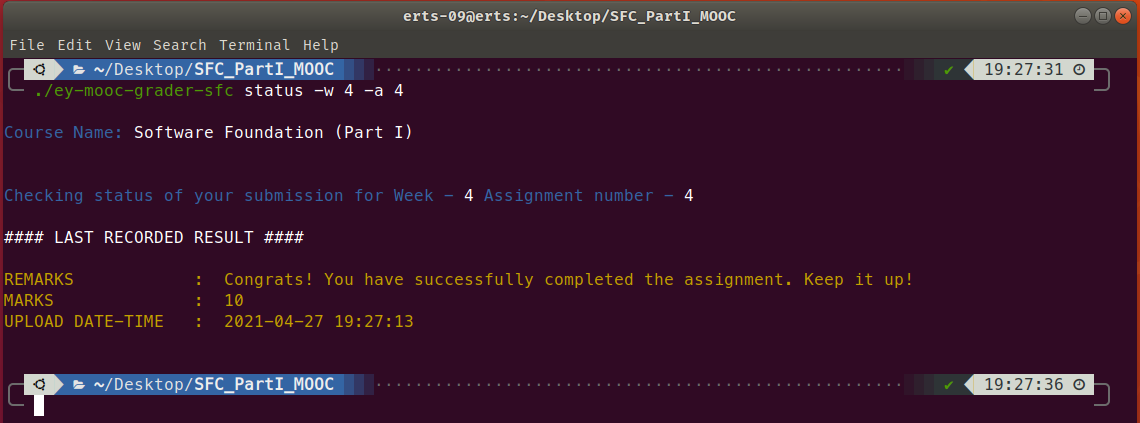 erts-09@erts:~/Desktop/SFC_PartI_MOOC
File Edit View Search Terminal Help
~/Desktop/SFC_PartI_MOOC ✔ 19:27:31
./ey-mooc-grader-sfc status -w 4 -a 4
Course Name: Software Foundation (Part I)
Checking status of your submission for Week - 4 Assignment number - 4
#### LAST RECORDED RESULT ####
REMARKS : Congrats! You have successfully completed the assignment. Keep it up!
MARKS : 10
UPLOAD DATE-TIME : 2021-04-27 19:27:13
~/Desktop/SFC_PartI_MOOC ✔ 19:27:36